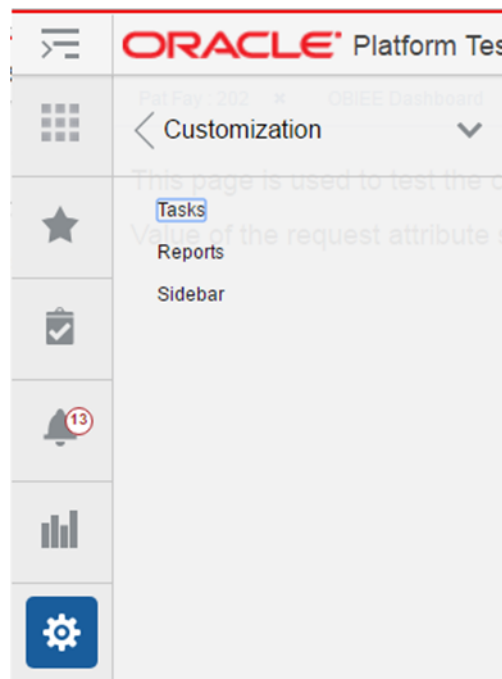 ORACLE Platform Tes
Pat Fay : 202 × OBIEE Dashboard
Customization
This page is used to test the c
Tasks
Value of the request attribute s
Reports
Sidebar
13